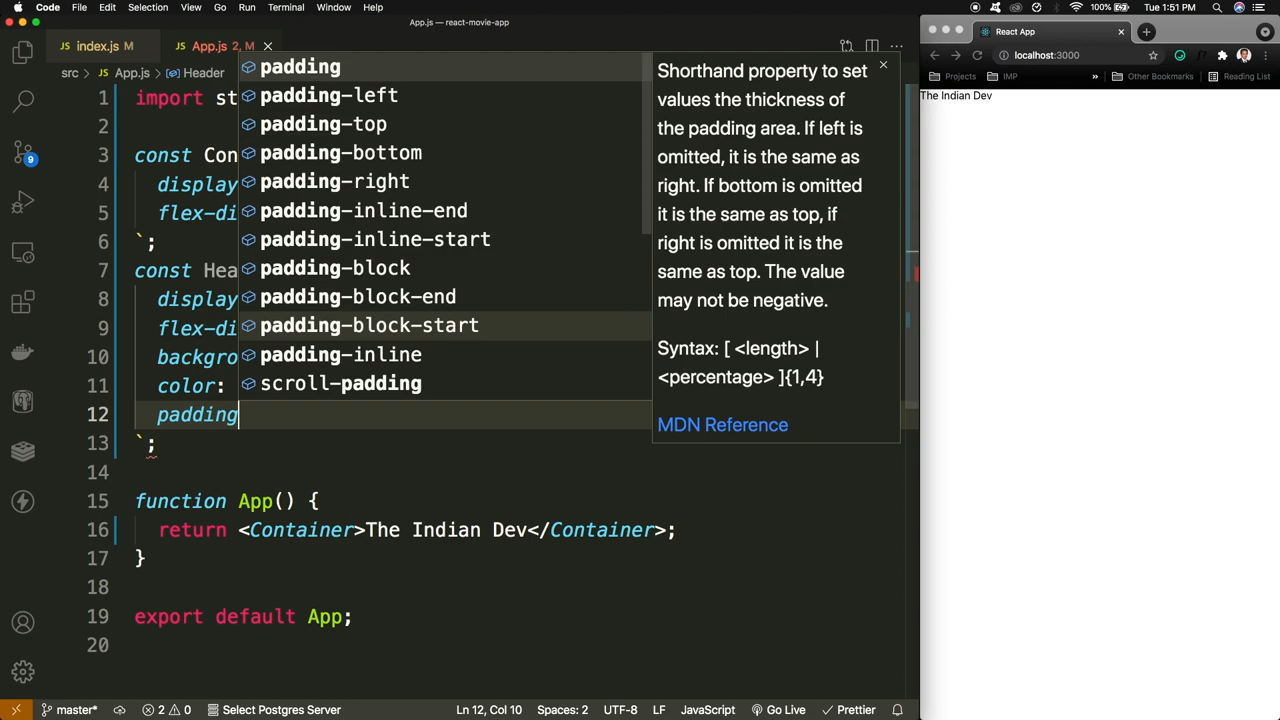 Code File Edit Selection View Go Run Terminal Window Help
100% Tue 1:51 PM
App.js — react-movie-app
JS index.js M
JS App.js 2, M
src > JS App.js > Header
1 import st
2
3 const Con
4 display
5 flex-di
6 `;
7 const Hea
8 display
9 flex-di
10 backgro
11 color:
12 padding
13 `;
14
15 function App() {
16 return <Container>The Indian Dev</Container>;
17 }
18
19 export default App;
20
padding
padding-left
padding-top
padding-bottom
padding-right
padding-inline-end
padding-inline-start
padding-block
padding-block-end
padding-block-start
padding-inline
scroll-padding
Shorthand property to set
values the thickness of
the padding area. If left is
omitted, it is the same as
right. If bottom is omitted
it is the same as top, if
right is omitted it is the
same as top. The value
may not be negative.
Syntax: [ <length> |
<percentage> ]{1,4}
MDN Reference
9
master* 2 0 Select Postgres Server Ln 12, Col 10 Spaces: 2 UTF-8 LF JavaScript Go Live Prettier
React App
localhost:3000
Projects IMP » Other Bookmarks Reading List
The Indian Dev